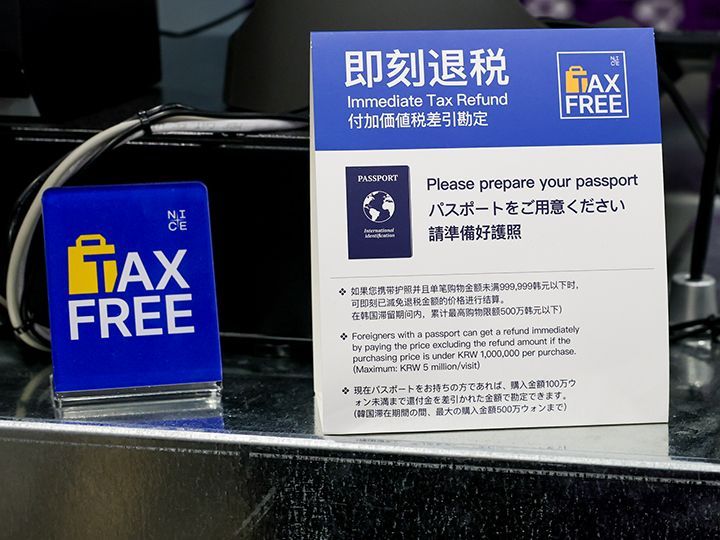 即刻退税
Immediate Tax Refund
付加価値税差引勘定
NICE
TAX
FREE
PASSPORT
International
identification
Please prepare your passport
パスポートをご用意ください
請準備好護照
❖ 如果您携带护照并且单笔购物金额未满999,999韩元以下时，
可即刻已减免退税金额的价格进行结算。
在韩国滞留期间内，累计最高购物限额500万韩元以下）
❖ Foreigners with a passport can get a refund immediately
by paying the price excluding the refund amount if the
purchasing price is under KRW 1,000,000 per purchase.
(Maximum: KRW 5 million/visit)
❖ 現在パスポートをお持ちの方であれば、購入金額100万ウ
ォン未満まで還付金を差引かれた金額で勘定できます。
（韓国滞在期間の間、最大の購入金額500万ウォンまで）
NICE
TAX
FREE